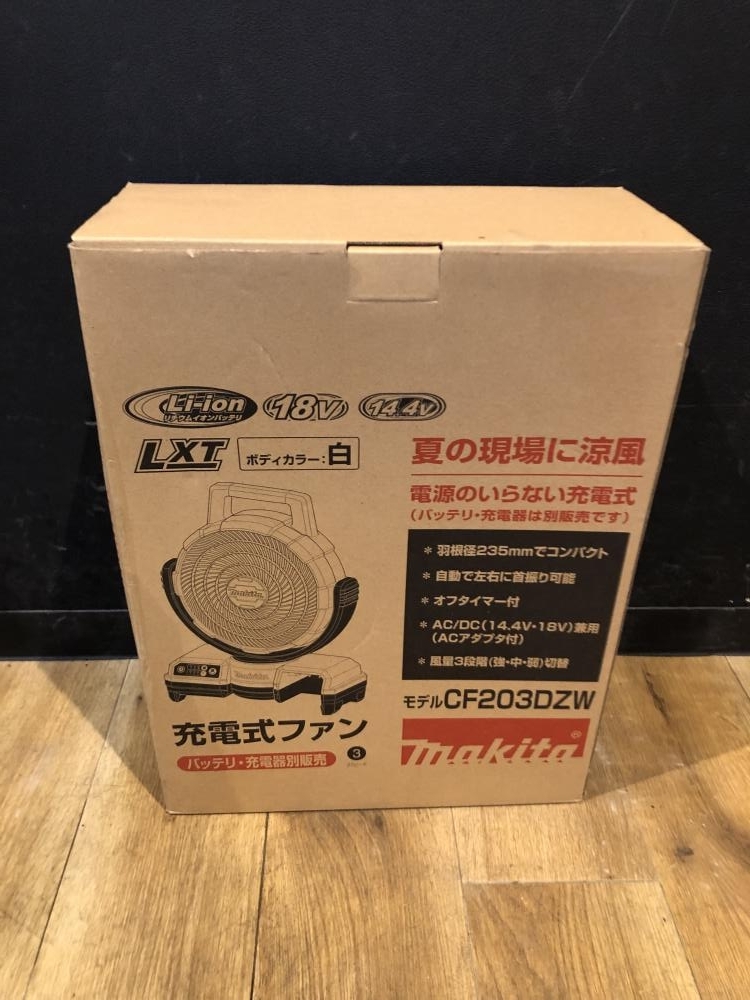 Li-ion
リチウムイオンバッテリ
18V
14.4V
LXT
ボディカラー:白
夏の現場に涼風
電源のいらない充電式
(バッテリ・充電器は別販売です)
* 羽根径235mmでコンパクト
* 自動で左右に首振り可能
* オフタイマー付
* AC/DC(14.4V・18V)兼用
(ACアダプタ付)
* 風量3段階(強・中・弱)切替
makita
Makita
モデルCF203DZW
充電式ファン
バッテリ・充電器別販売
3
makita®